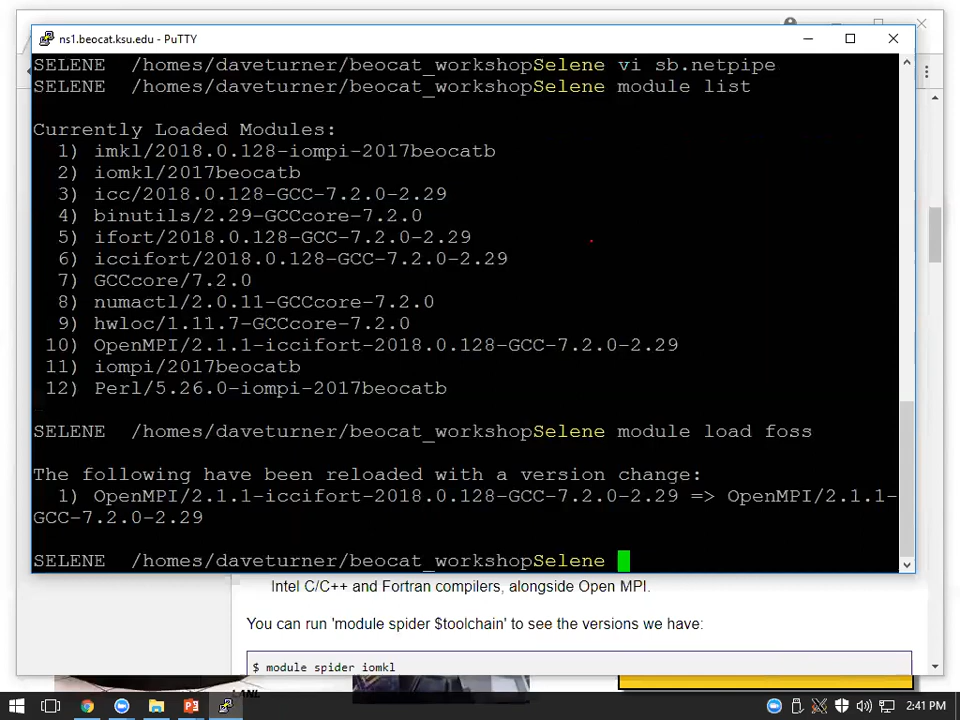 ns1.beocat.ksu.edu - PuTTY
SELENE /homes/daveturner/beocat_workshopSelene vi sb.netpipe
SELENE /homes/daveturner/beocat_workshopSelene module list
Currently Loaded Modules:
1) imkl/2018.0.128-iompi-2017beocatb
2) iomkl/2017beocatb
3) icc/2018.0.128-GCC-7.2.0-2.29
4) binutils/2.29-GCCcore-7.2.0
5) ifort/2018.0.128-GCC-7.2.0-2.29
6) iccifort/2018.0.128-GCC-7.2.0-2.29
7) GCCcore/7.2.0
8) numactl/2.0.11-GCCcore-7.2.0
9) hwloc/1.11.7-GCCcore-7.2.0
10) OpenMPI/2.1.1-iccifort-2018.0.128-GCC-7.2.0-2.29
11) iompi/2017beocatb
12) Perl/5.26.0-iompi-2017beocatb
SELENE /homes/daveturner/beocat_workshopSelene module load foss
The following have been reloaded with a version change:
1) OpenMPI/2.1.1-iccifort-2018.0.128-GCC-7.2.0-2.29 => OpenMPI/2.1.1-
GCC-7.2.0-2.29
SELENE /homes/daveturner/beocat_workshopSelene
Intel C/C++ and Fortran compilers, alongside Open MPI.
You can run 'module spider $toolchain' to see the versions we have:
$ module spider iomkl
LANL
2:41 PM